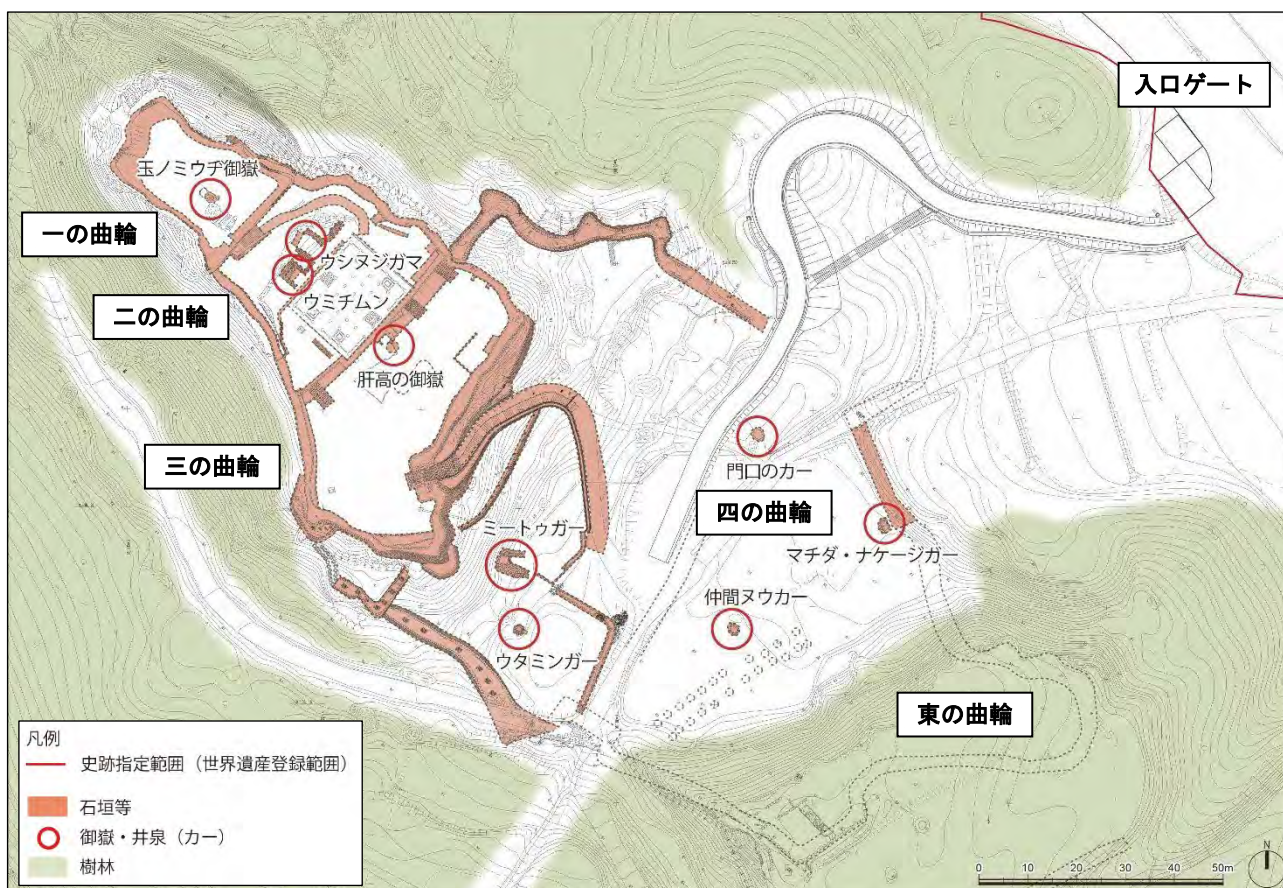 入口ゲート
玉ノミウヂ御嶽
一の曲輪
ウシヌジガマ
二の曲輪
ウミチムン
肝高の御嶽
三の曲輪
門口のカー
四の曲輪
ミートゥガー
マチダ・ナケージガー
仲間ヌウカー
ウタミンガー
東の曲輪
凡例
史跡指定範囲（世界遺産登録範囲）
石垣等
御嶽・井泉（カー）
樹林
0 10 20 30 40 50m
N